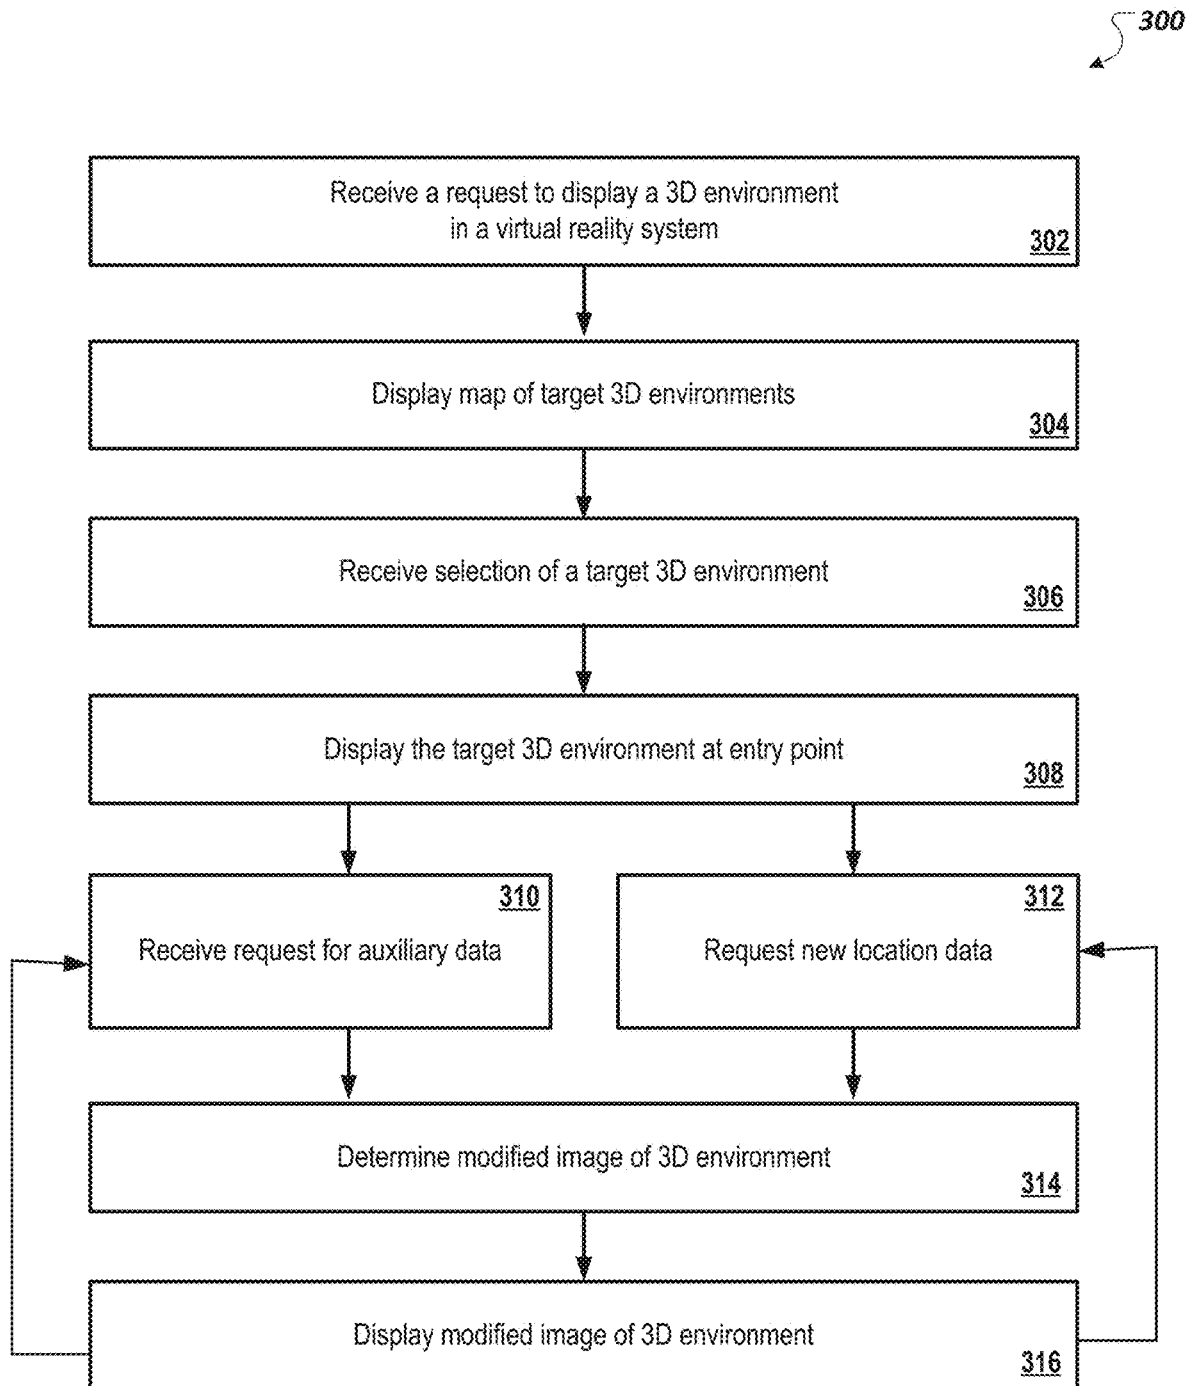 300
Receive a request to display a 3D environment
in a virtual reality system
302
Display map of target 3D environments
304
Receive selection of a target 3D environment
306
Display the target 3D environment at entry point
308
310
Receive request for auxiliary data
312
Request new location data
Determine modified image of 3D environment
314
Display modified image of 3D environment
316